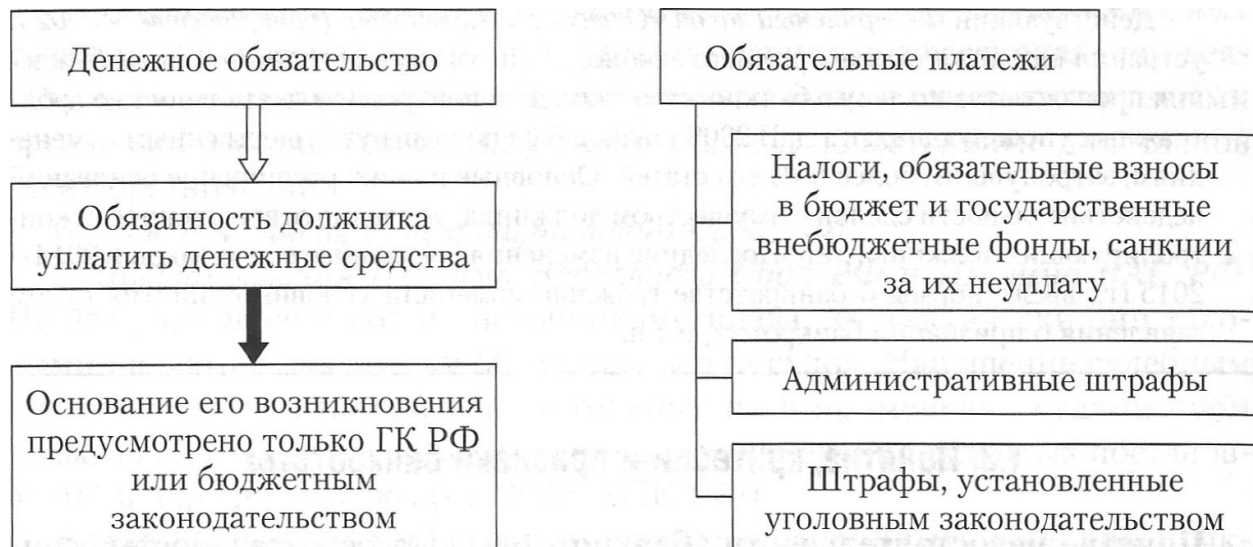 Денежное обязательство
Обязанность должника
уплатить денежные средства
Основание его возникновения
предусмотрено только ГК РФ
или бюджетным
законодательством
Обязательные платежи
Налоги, обязательные взносы
в бюджет и государственные
внебюджетные фонды, санкции
за их неуплату
Административные штрафы
Штрафы, установленные
уголовным законодательством